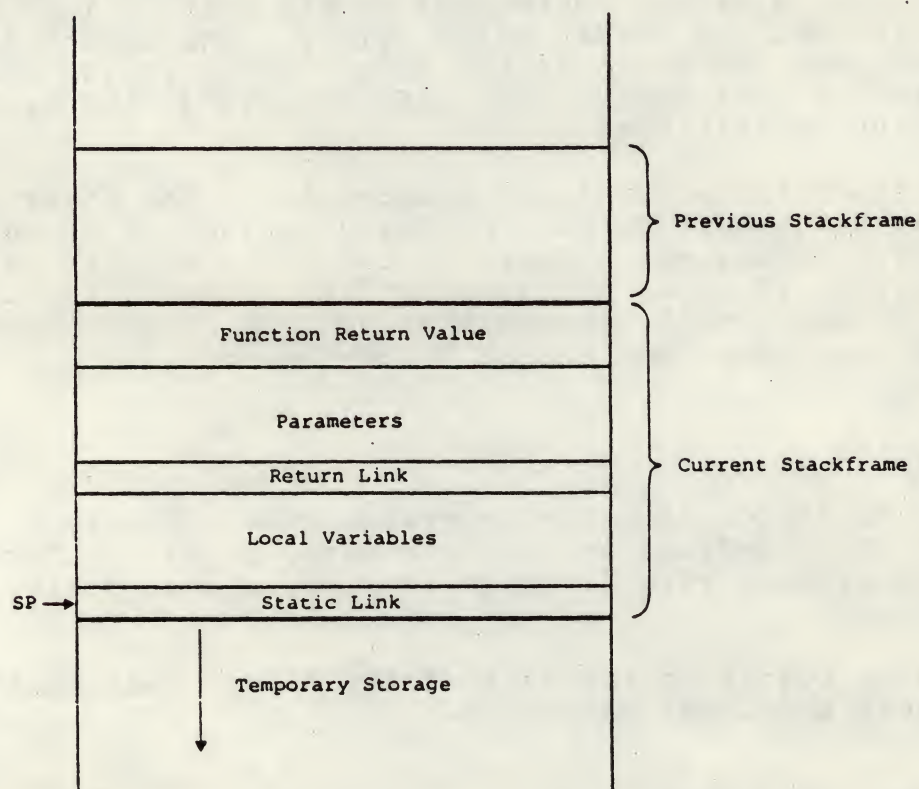 Previous Stackframe
Function Return Value
Parameters
Current Stackframe
Return Link
Local Variables
SP
Static Link
Temporary Storage